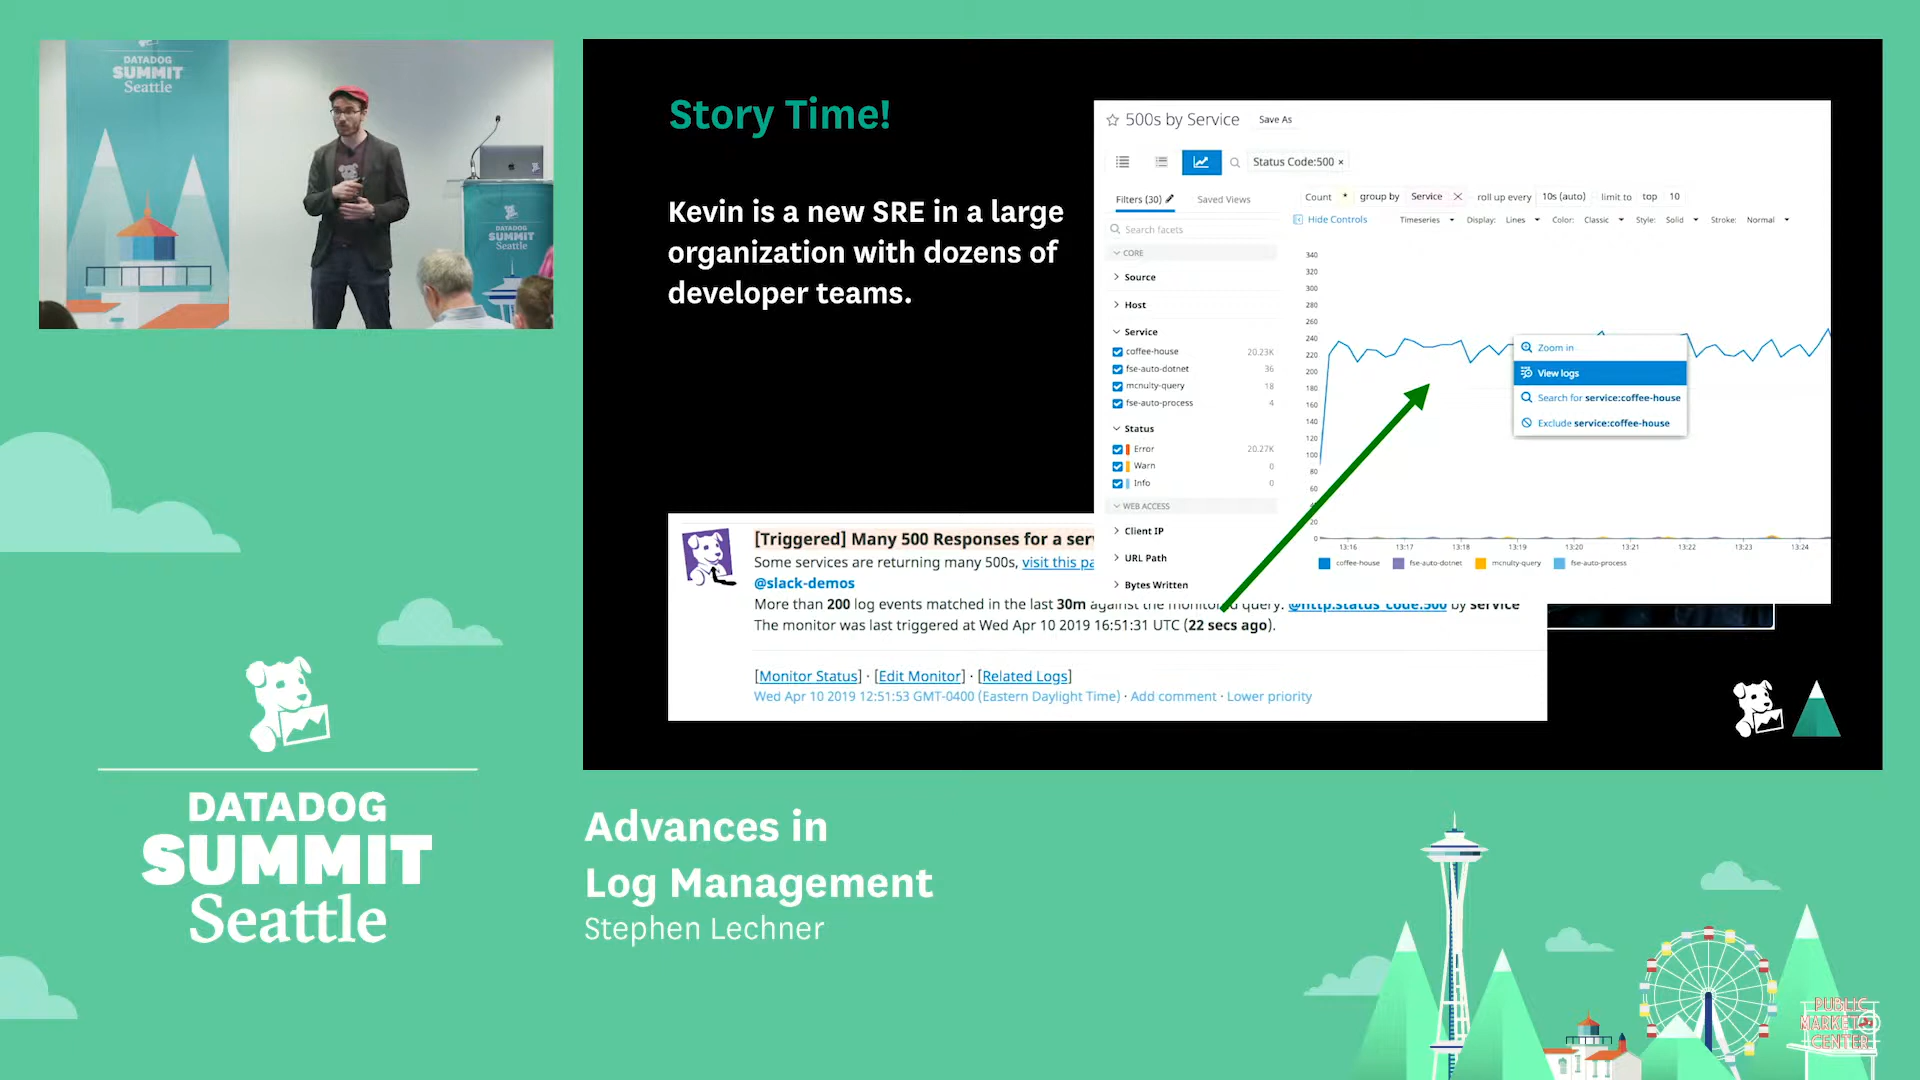 DATADOG
SUMMIT
Seattle
DATADOG
SUMMIT
Seattle
Story Time!
Kevin is a new SRE in a large
organization with dozens of
developer teams.
500s by Service
Save As
Status Code:500 ×
Filters (30)
Saved Views
Count * group by Service × roll up every 10s (auto) limit to top 10
Hide Controls
Timeseries Display: Lines Color: Classic Style: Solid Stroke: Normal
Search facets
CORE
Source
Host
Service
coffee-house 20.23K
fse-auto-dotnet 36
mcnulty-query 18
fse-auto-process 4
Status
Error 20.27K
Warn 0
Info 0
WEB ACCESS
Client IP
URL Path
Bytes Written
340
320
300
280
260
240
220
200
180
160
140
120
100
80
60
20
0
13:16 13:17 13:18 13:19 13:20 13:21 13:22 13:23 13:24
coffee-house fse-auto-dotnet mcnulty-query fse-auto-process
Zoom in
View logs
Search for service:coffee-house
Exclude service:coffee-house
[Triggered] Many 500 Responses for a ser
Some services are returning many 500s, visit this pa
@slack-demos
More than 200 log events matched in the last 30m against the monitored query: @http.status_code:500 by service
The monitor was last triggered at Wed Apr 10 2019 16:51:31 UTC (22 secs ago).
[Monitor Status] · [Edit Monitor] · [Related Logs]
Wed Apr 10 2019 12:51:53 GMT-0400 (Eastern Daylight Time) · Add comment · Lower priority
DATADOG
SUMMIT
Seattle
Advances in
Log Management
Stephen Lechner
PUBLIC
MARKET
CENTER